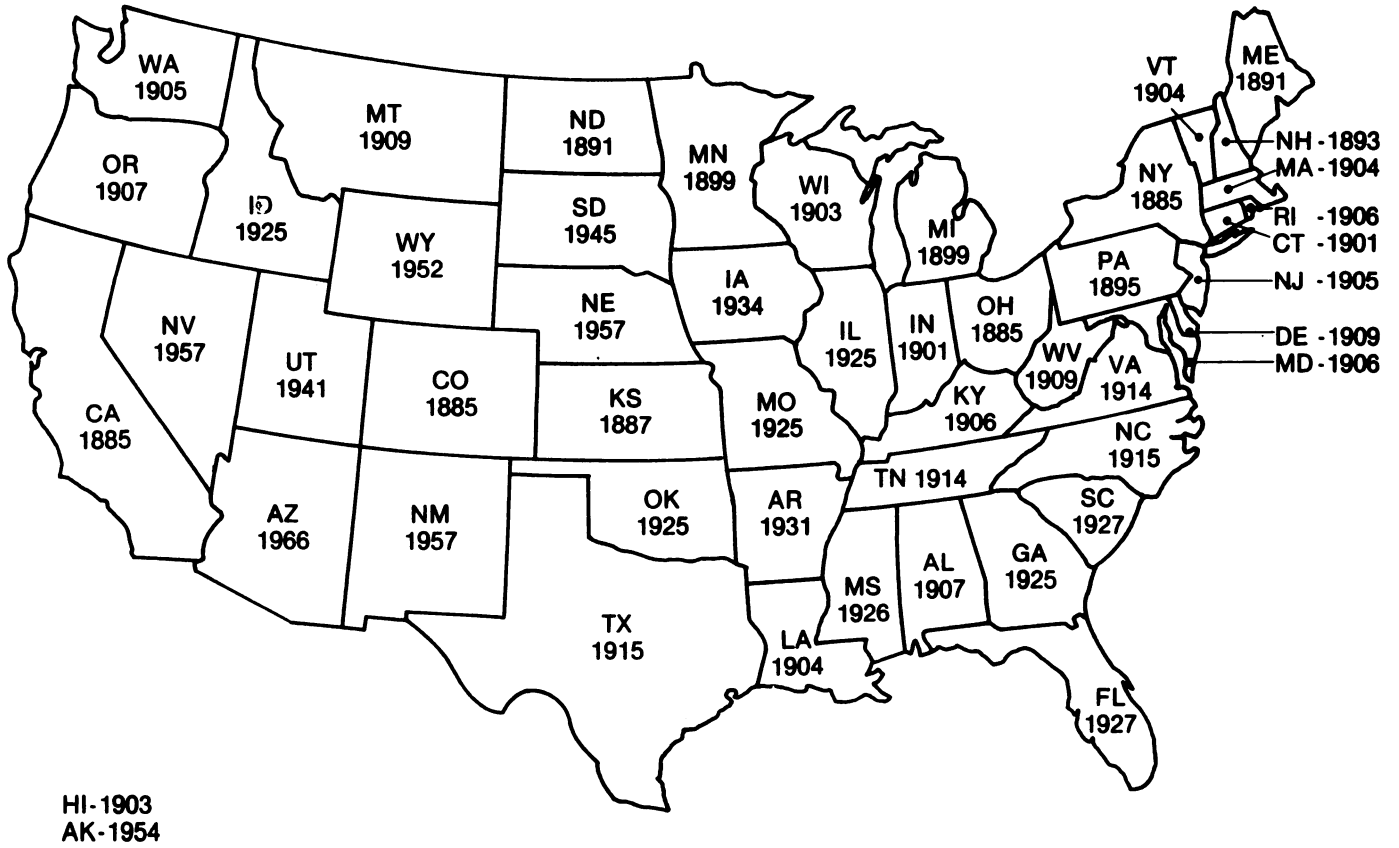 WA
1905
OR
1907
CA
1885
NV
1957
ID
1925
MT
1909
WY
1952
UT
1941
CO
1885
AZ
1966
NM
1957
ND
1891
SD
1945
NE
1957
KS
1887
OK
1925
TX
1915
MN
1899
IA
1934
MO
1925
AR
1931
LA
1904
WI
1903
IL
1925
MI
1899
IN
1901
OH
1885
KY
1906
TN 1914
MS
1926
AL
1907
GA
1925
FL
1927
SC
1927
NC
1915
VA
1914
WV
1909
PA
1895
NY
1885
VT
1904
ME
1891
NH - 1893
MA - 1904
RI - 1906
CT - 1901
NJ - 1905
DE - 1909
MD - 1906
HI - 1903
AK - 1954